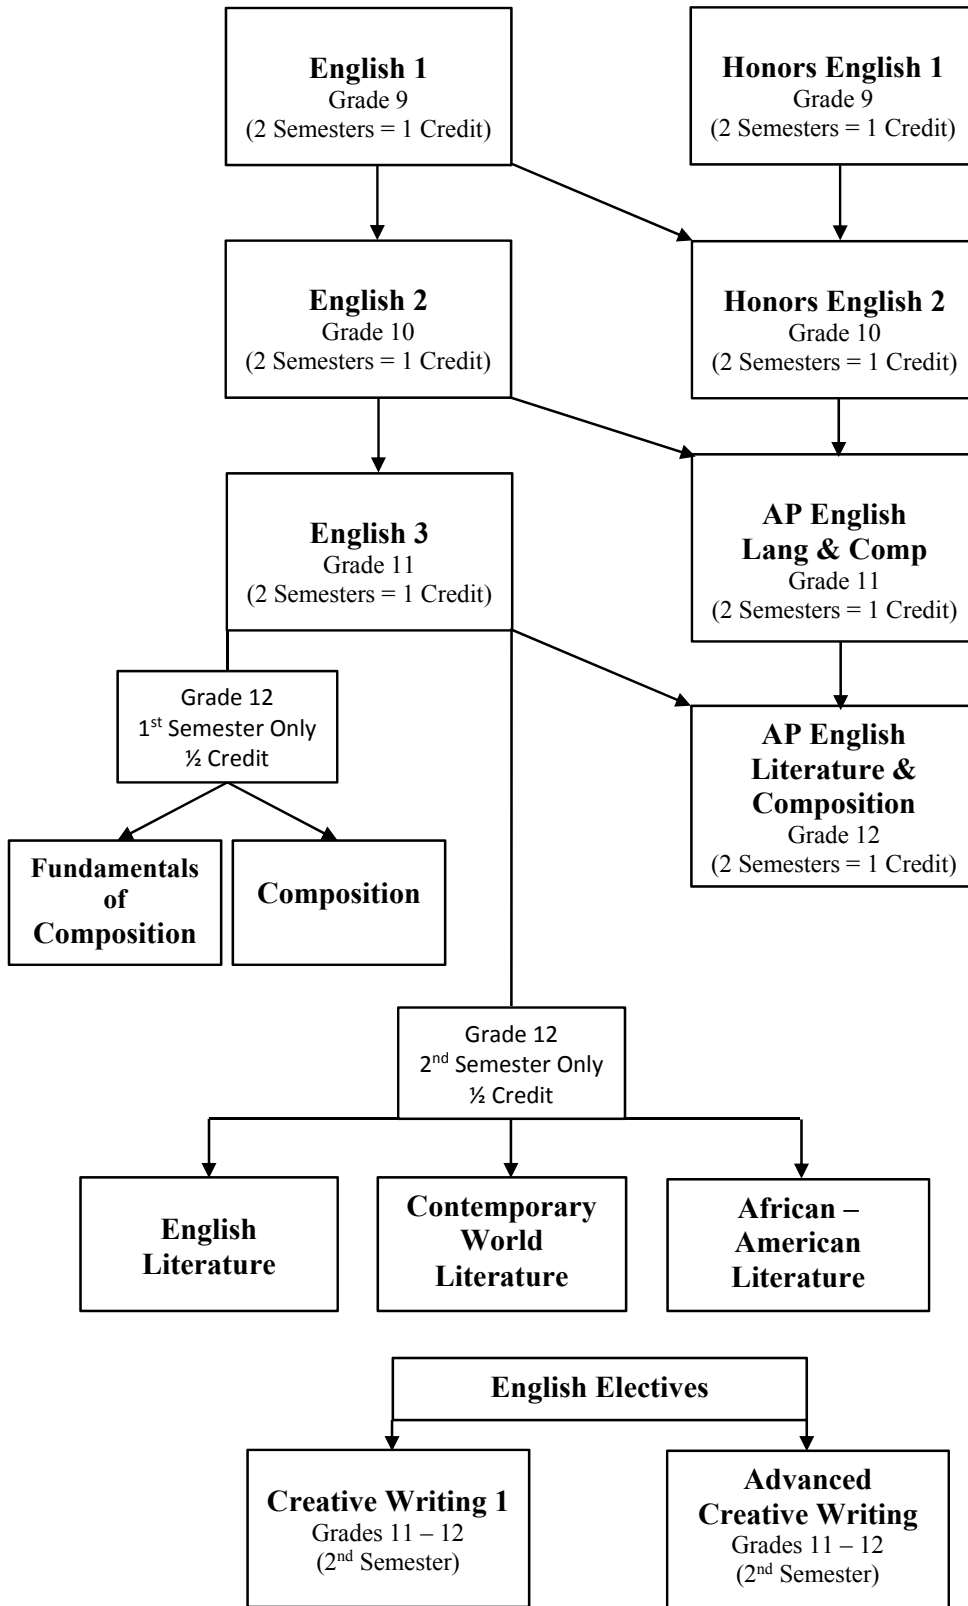 English 1
Grade 9
(2 Semesters = 1 Credit)
Honors English 1
Grade 9
(2 Semesters = 1 Credit)
English 2
Grade 10
(2 Semesters = 1 Credit)
Honors English 2
Grade 10
(2 Semesters = 1 Credit)
English 3
Grade 11
(2 Semesters = 1 Credit)
AP English
Lang & Comp
Grade 11
(2 Semesters = 1 Credit)
Grade 12
1st Semester Only
½ Credit
AP English
Literature &
Composition
Grade 12
(2 Semesters = 1 Credit)
Fundamentals
of
Composition
Composition
Grade 12
2nd Semester Only
½ Credit
English
Literature
Contemporary
World
Literature
African –
American
Literature
English Electives
Creative Writing 1
Grades 11 – 12
(2nd Semester)
Advanced
Creative Writing
Grades 11 – 12
(2nd Semester)